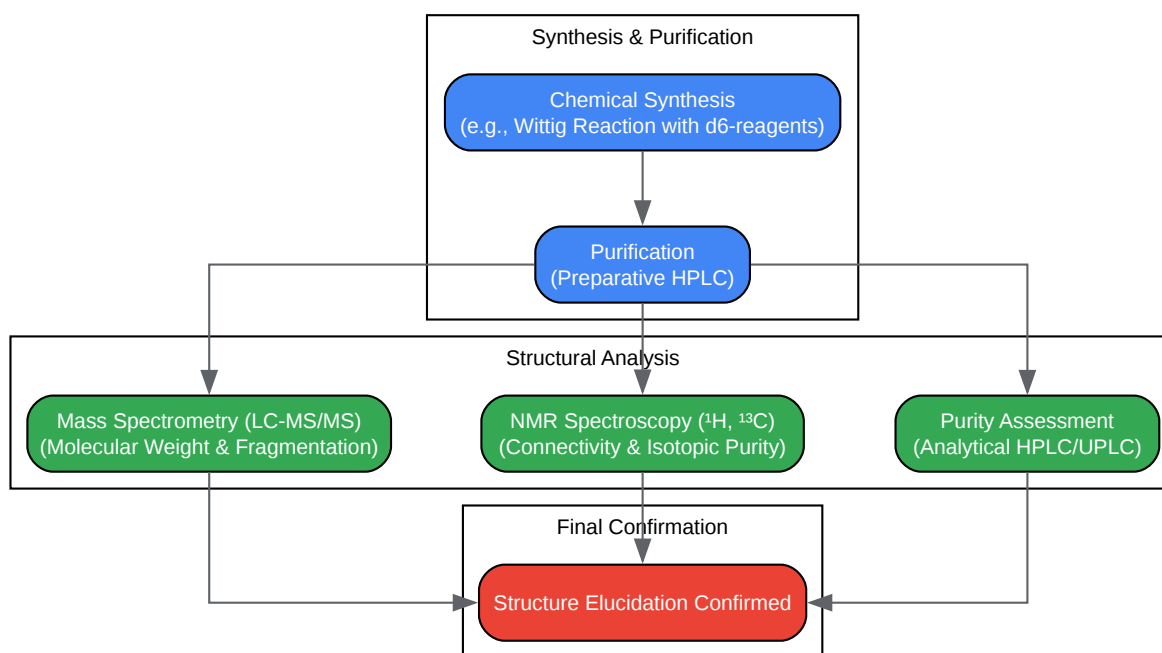 Synthesis & Purification
Chemical Synthesis
(e.g., Wittig Reaction with d6-reagents)
Purification
(Preparative HPLC)
Structural Analysis
Mass Spectrometry (LC-MS/MS)
(Molecular Weight & Fragmentation)
NMR Spectroscopy (¹H, ¹³C)
(Connectivity & Isotopic Purity)
Purity Assessment
(Analytical HPLC/UPLC)
Final Confirmation
Structure Elucidation Confirmed